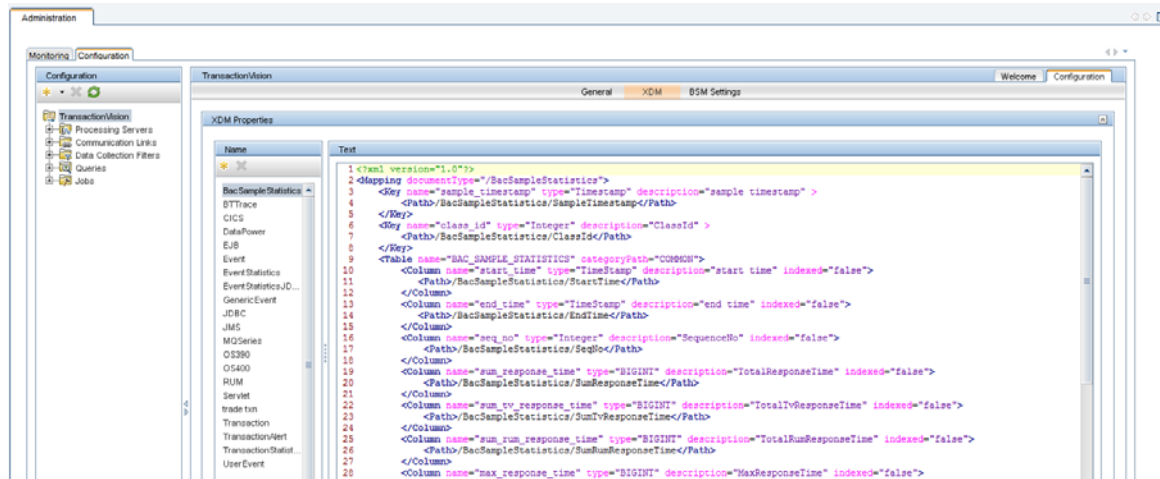 Administration
Monitoring
Configuration
Configuration
TransactionVision
Processing Servers
Communication Links
Data Collection Filters
Queries
Jobs
TransactionVision
Welcome
Configuration
General
XDM
BSM Settings
XDM Properties
Name
BacSampleStatistics
BTTrace
CICS
DataPower
EJB
Event
EventStatistics
EventStatisticsJD...
GenericEvent
JDBC
JMS
MQSeries
OS390
OS400
RUM
Servlet
trade txn
Transaction
TransactionAlert
TransactionStatist...
UserEvent
Text
1 <?xml version="1.0"?>
2 <Mapping documentType="/BacSampleStatistics">
3 <Key name="sample_timestamp" type="Timestamp" description="sample timestamp" >
4 <Path>/BacSampleStatistics/SampleTimestamp</Path>
5 </Key>
6 <Key name="class_id" type="Integer" description="ClassId" >
7 <Path>/BacSampleStatistics/ClassId</Path>
8 </Key>
9 <Table name="BAC_SAMPLE_STATISTICS" categoryPath="COMMON">
10 <Column name="start_time" type="TimeStamp" description="start time" indexed="false">
11 <Path>/BacSampleStatistics/StartTime</Path>
12 </Column>
13 <Column name="end_time" type="TimeStamp" description="end time" indexed="false">
14 <Path>/BacSampleStatistics/EndTime</Path>
15 </Column>
16 <Column name="seq_no" type="Integer" description="SequenceNo" indexed="false">
17 <Path>/BacSampleStatistics/SeqNo</Path>
18 </Column>
19 <Column name="sum_response_time" type="BIGINT" description="TotalResponseTime" indexed="false">
20 <Path>/BacSampleStatistics/SumResponseTime</Path>
21 </Column>
22 <Column name="sum_tv_response_time" type="BIGINT" description="TotalTvResponseTime" indexed="false">
23 <Path>/BacSampleStatistics/SumTvResponseTime</Path>
24 </Column>
25 <Column name="sum_rum_response_time" type="BIGINT" description="TotalRumResponseTime" indexed="false">
26 <Path>/BacSampleStatistics/SumRumResponseTime</Path>
27 </Column>
28 <Column name="max_response_time" type="BIGINT" description="MaxResponseTime" indexed="false">